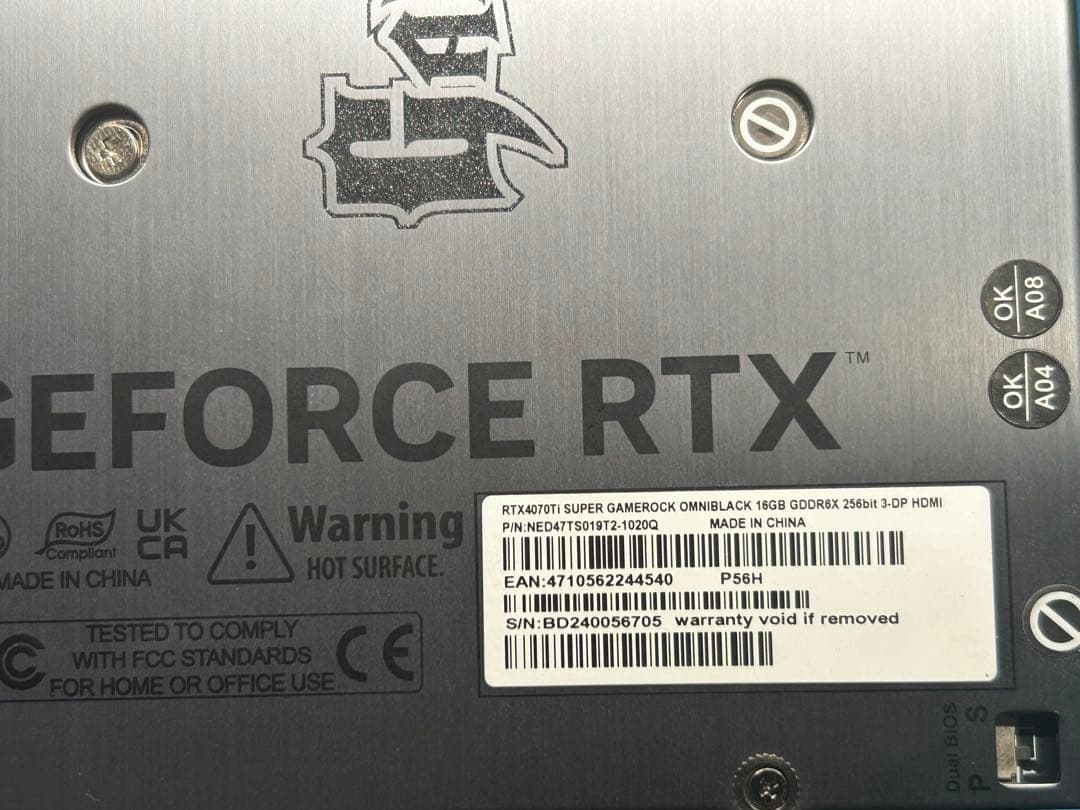 OK
A08
OK
A04
GEFORCE RTX™
RoHS
Compliant
UK
CA
MADE IN CHINA
Warning
HOT SURFACE.
TESTED TO COMPLY
WITH FCC STANDARDS
FOR HOME OR OFFICE USE
CE
RTX4070Ti SUPER GAMEROCK OMNIBLACK 16GB GDDR6X 256bit 3-DP HDMI
P/N:NED47TS019T2-1020Q MADE IN CHINA
EAN:4710562244540 P56H
S/N:BD240056705 warranty void if removed
Dual BIOS
P S